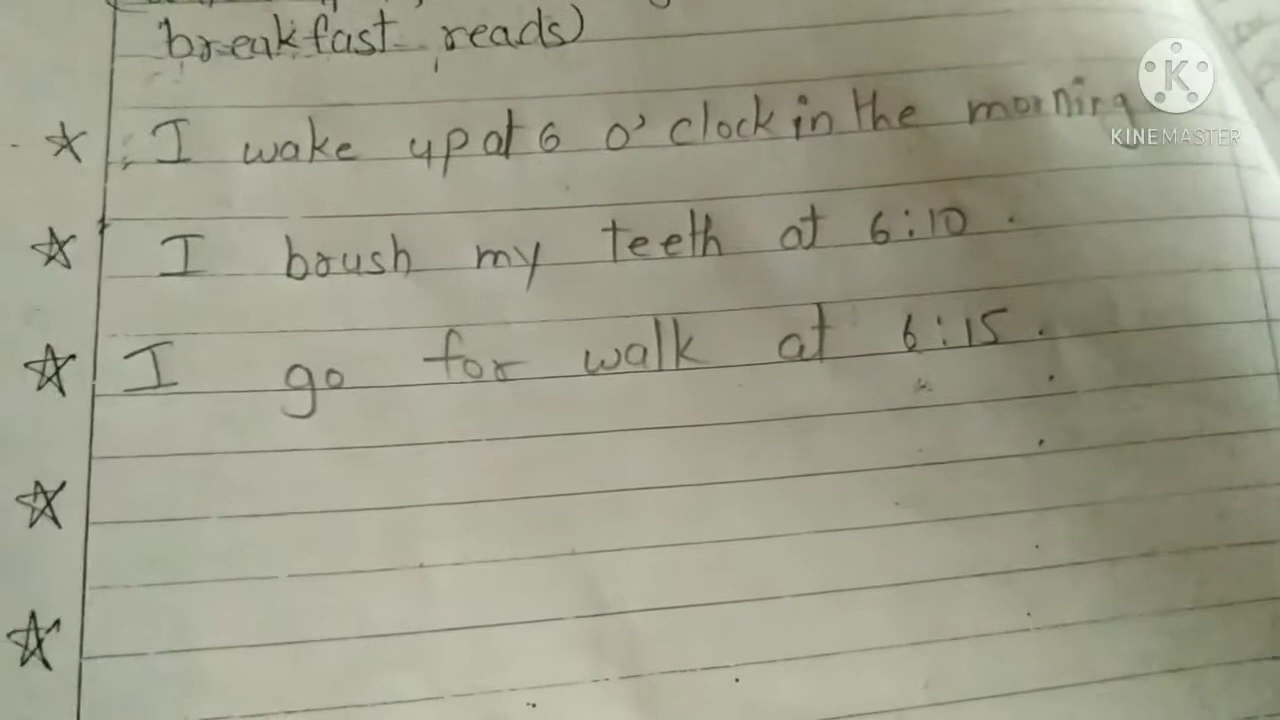 breakfast, reads)
I wake up at 6 o'clock in the morning
I brush my teeth at 6:10.
I go for walk at 6:15.
K
KINEMASTER